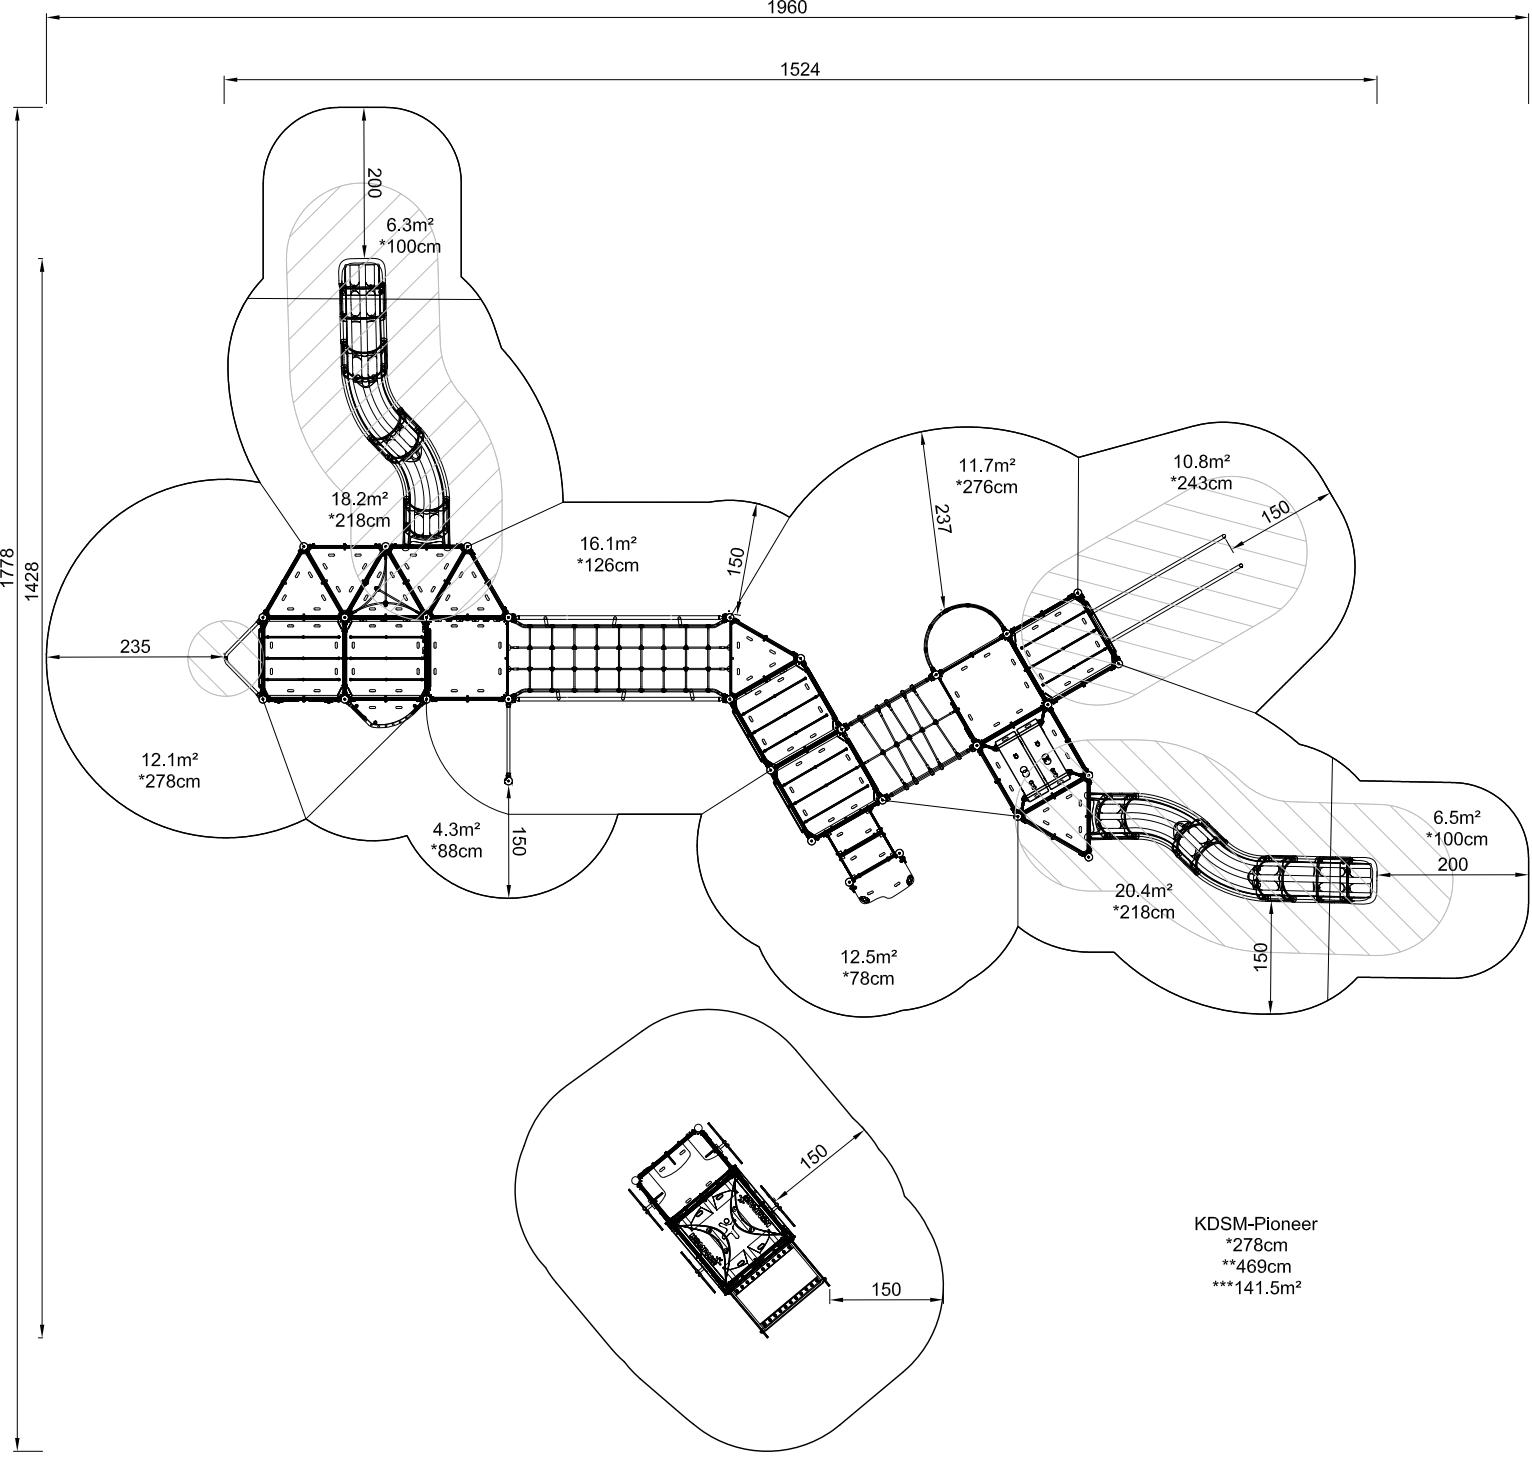 1960
1524
200
6.3m²
*100cm
1778
1428
18.2m²
*218cm
16.1m²
*126cm
150
11.7m²
*276cm
237
10.8m²
*243cm
150
235
12.1m²
*278cm
4.3m²
*88cm
150
6.5m²
*100cm
200
20.4m²
*218cm
150
12.5m²
*78cm
150
150
KDSM-Pioneer
*278cm
**469cm
***141.5m²